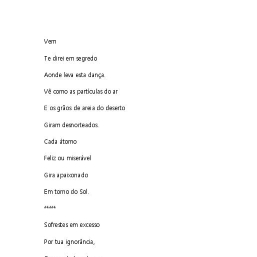 Vem
Te direi em segredo
Aonde leva esta dança.
Vê como as partículas do ar
E os grãos de areia do deserto
Giram desnorteados.
Cada átomo
Feliz ou miserável
Gira apaixonado
Em torno do Sol.
*****
Sofrestes em excesso
Por tua ignorância,